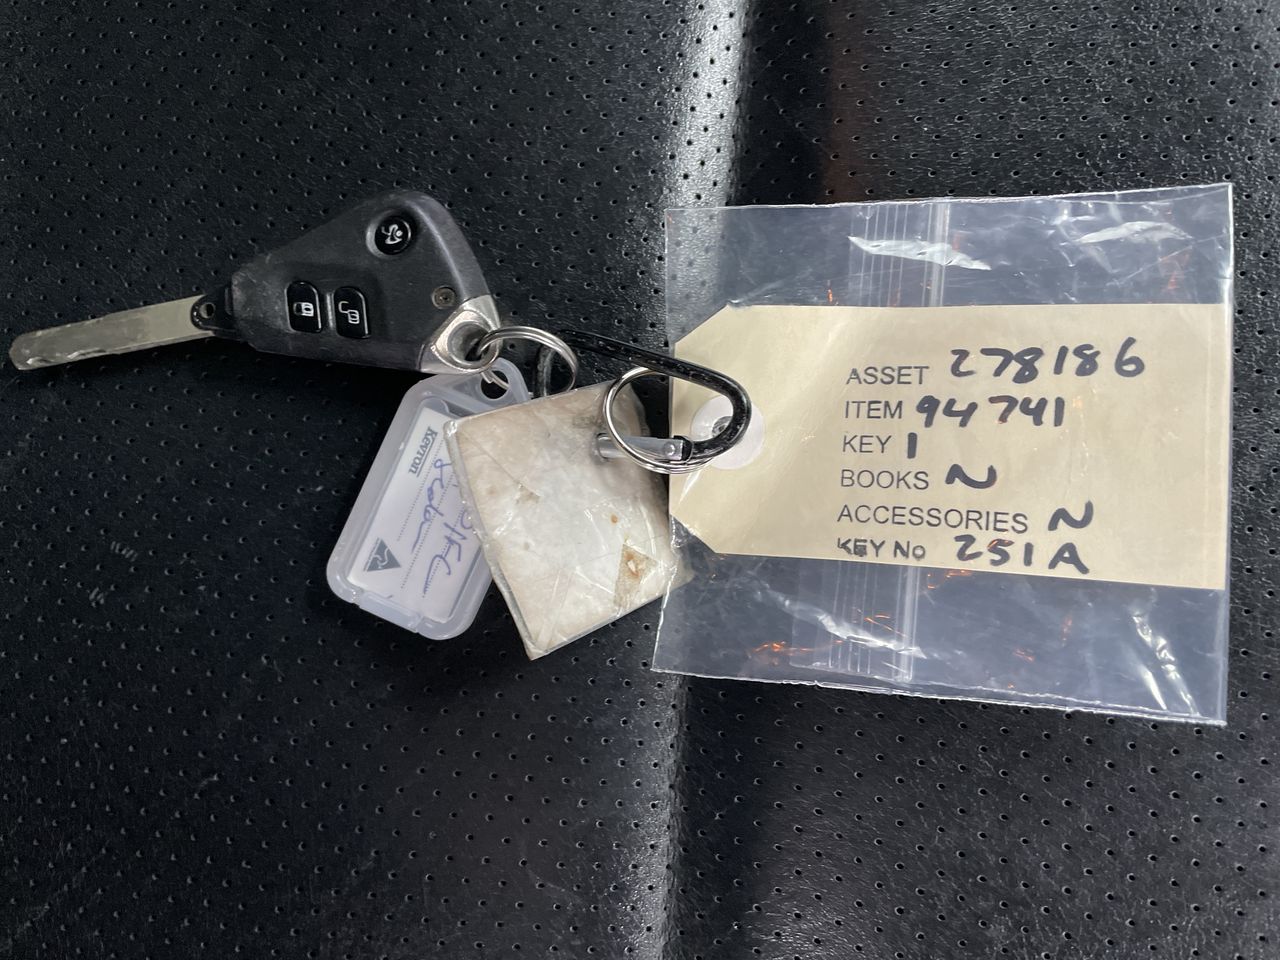 ASSET 278186
ITEM 94741
KEY 1
BOOKS N
ACCESSORIES N
KEY No 251A
Kevron